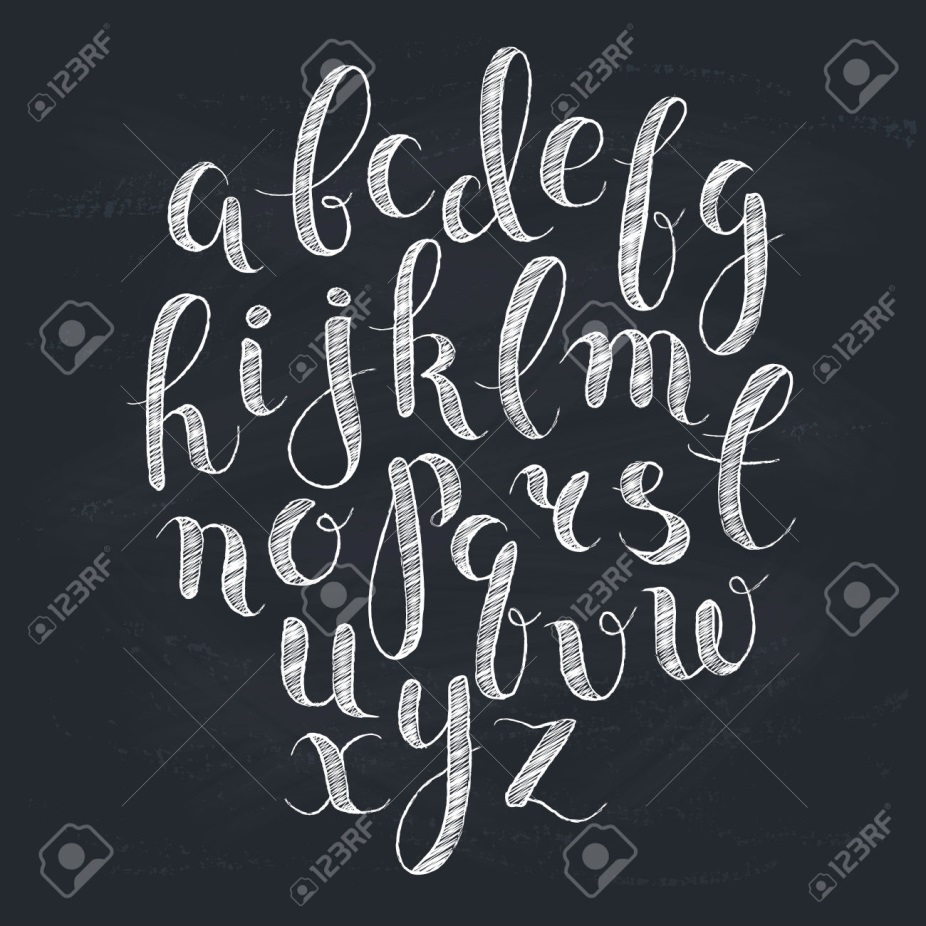 abcdefg
hijklm
nopqrst
uvw
xyz
123RF